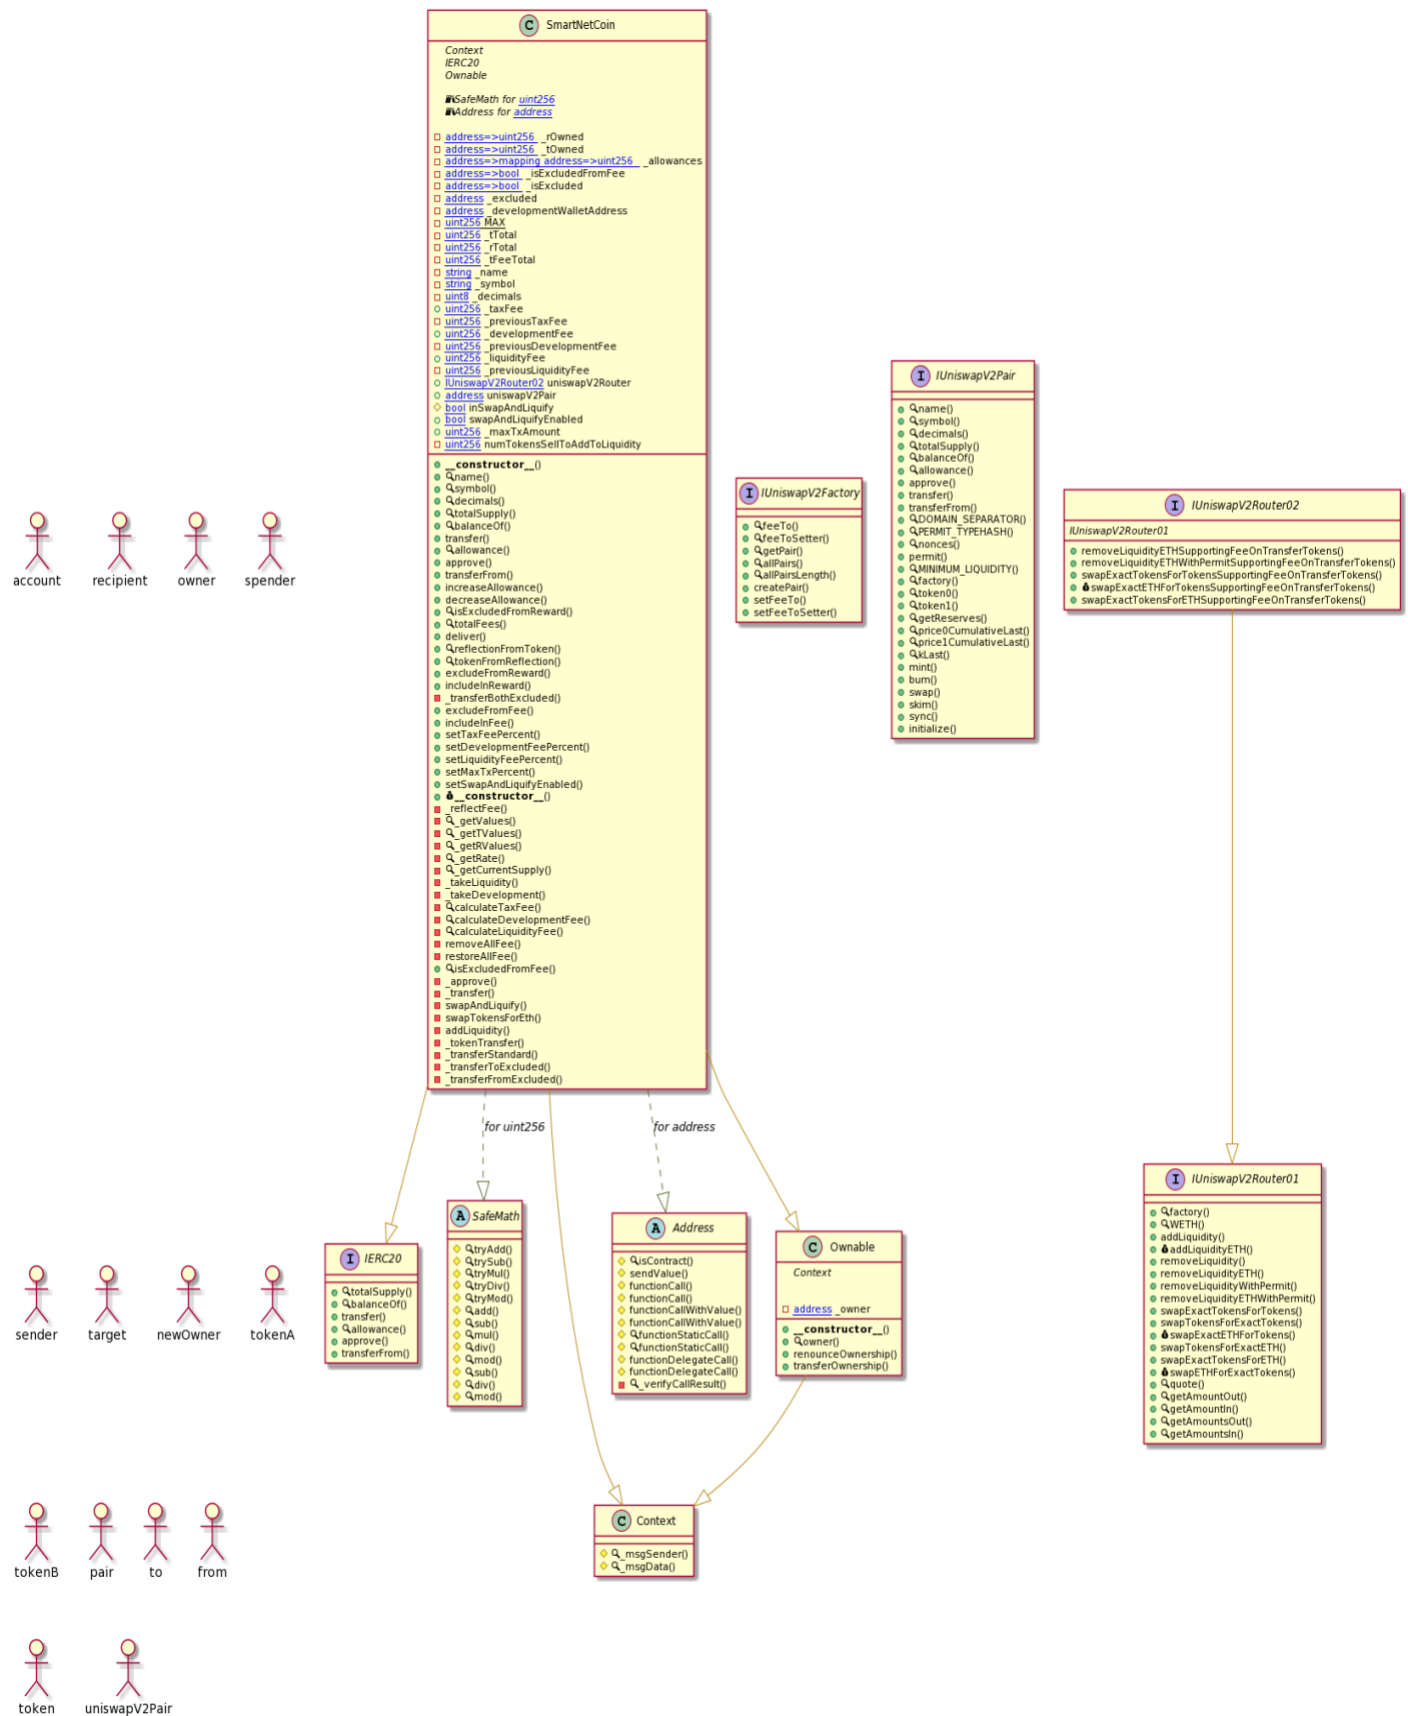 SmartNetCoin
Context
IERC20
Ownable
SafeMath for uint256
Address for address
address=>uint256 _rOwned
address=>uint256 _tOwned
address=>mapping address=>uint256 _allowances
address=>bool _isExcludedFromFee
address=>bool _isExcluded
address _excluded
address _developmentWalletAddress
uint256 MAX
uint256 _tTotal
uint256 _rTotal
uint256 _tFeeTotal
string _name
string _symbol
uint8 _decimals
uint256 _taxFee
uint256 _previousTaxFee
uint256 _developmentFee
uint256 _previousDevelopmentFee
uint256 _liquidityFee
uint256 _previousLiquidityFee
IUniswapV2Router02 uniswapV2Router
address uniswapV2Pair
bool inSwapAndLiquify
bool swapAndLiquifyEnabled
uint256 _maxTxAmount
uint256 numTokensSellToAddToLiquidity
__constructor__()
name()
symbol()
decimals()
totalSupply()
balanceOf()
transfer()
allowance()
approve()
transferFrom()
increaseAllowance()
decreaseAllowance()
isExcludedFromReward()
totalFees()
deliver()
reflectionFromToken()
tokenFromReflection()
excludeFromReward()
includeInReward()
_transferBothExcluded()
excludeFromFee()
includeInFee()
setTaxFeePercent()
setDevelopmentFeePercent()
setLiquidityFeePercent()
setMaxTxPercent()
setSwapAndLiquifyEnabled()
__constructor__()
_reflectFee()
_getValues()
_getTValues()
_getRValues()
_getRate()
_getCurrentSupply()
_takeLiquidity()
_takeDevelopment()
calculateTaxFee()
calculateDevelopmentFee()
calculateLiquidityFee()
removeAllFee()
restoreAllFee()
isExcludedFromFee()
_approve()
_transfer()
swapAndLiquify()
swapTokensForEth()
addLiquidity()
_tokenTransfer()
_transferStandard()
_transferToExcluded()
_transferFromExcluded()
account
recipient
owner
spender
IUniswapV2Factory
feeTo()
feeToSetter()
getPair()
allPairs()
allPairsLength()
createPair()
setFeeTo()
setFeeToSetter()
IUniswapV2Pair
name()
symbol()
decimals()
totalSupply()
balanceOf()
allowance()
approve()
transfer()
transferFrom()
DOMAIN_SEPARATOR()
PERMIT_TYPEHASH()
nonces()
permit()
MINIMUM_LIQUIDITY()
factory()
token0()
token1()
getReserves()
price0CumulativeLast()
price1CumulativeLast()
kLast()
mint()
burn()
swap()
skim()
sync()
initialize()
IUniswapV2Router02
IUniswapV2Router01
removeLiquidityETHSupportingFeeOnTransferTokens()
removeLiquidityETHWithPermitSupportingFeeOnTransferTokens()
swapExactTokensForTokensSupportingFeeOnTransferTokens()
swapExactETHForTokensSupportingFeeOnTransferTokens()
swapExactTokensForETHSupportingFeeOnTransferTokens()
for uint256
for address
sender
target
newOwner
tokenA
IERC20
totalSupply()
balanceOf()
transfer()
allowance()
approve()
transferFrom()
SafeMath
tryAdd()
trySub()
tryMul()
tryDiv()
tryMod()
add()
sub()
mul()
div()
mod()
sub()
div()
mod()
Address
isContract()
sendValue()
functionCall()
functionCall()
functionCallWithValue()
functionCallWithValue()
functionStaticCall()
functionStaticCall()
functionDelegateCall()
functionDelegateCall()
_verifyCallResult()
Ownable
Context
address _owner
__constructor__()
owner()
renounceOwnership()
transferOwnership()
IUniswapV2Router01
factory()
WETH()
addLiquidity()
addLiquidityETH()
removeLiquidity()
removeLiquidityETH()
removeLiquidityWithPermit()
removeLiquidityETHWithPermit()
swapExactTokensForTokens()
swapTokensForExactTokens()
swapExactETHForTokens()
swapTokensForExactETH()
swapExactTokensForETH()
swapETHForExactTokens()
quote()
getAmountOut()
getAmountIn()
getAmountsOut()
getAmountsIn()
tokenB
pair
to
from
Context
_msgSender()
_msgData()
token
uniswapV2Pair